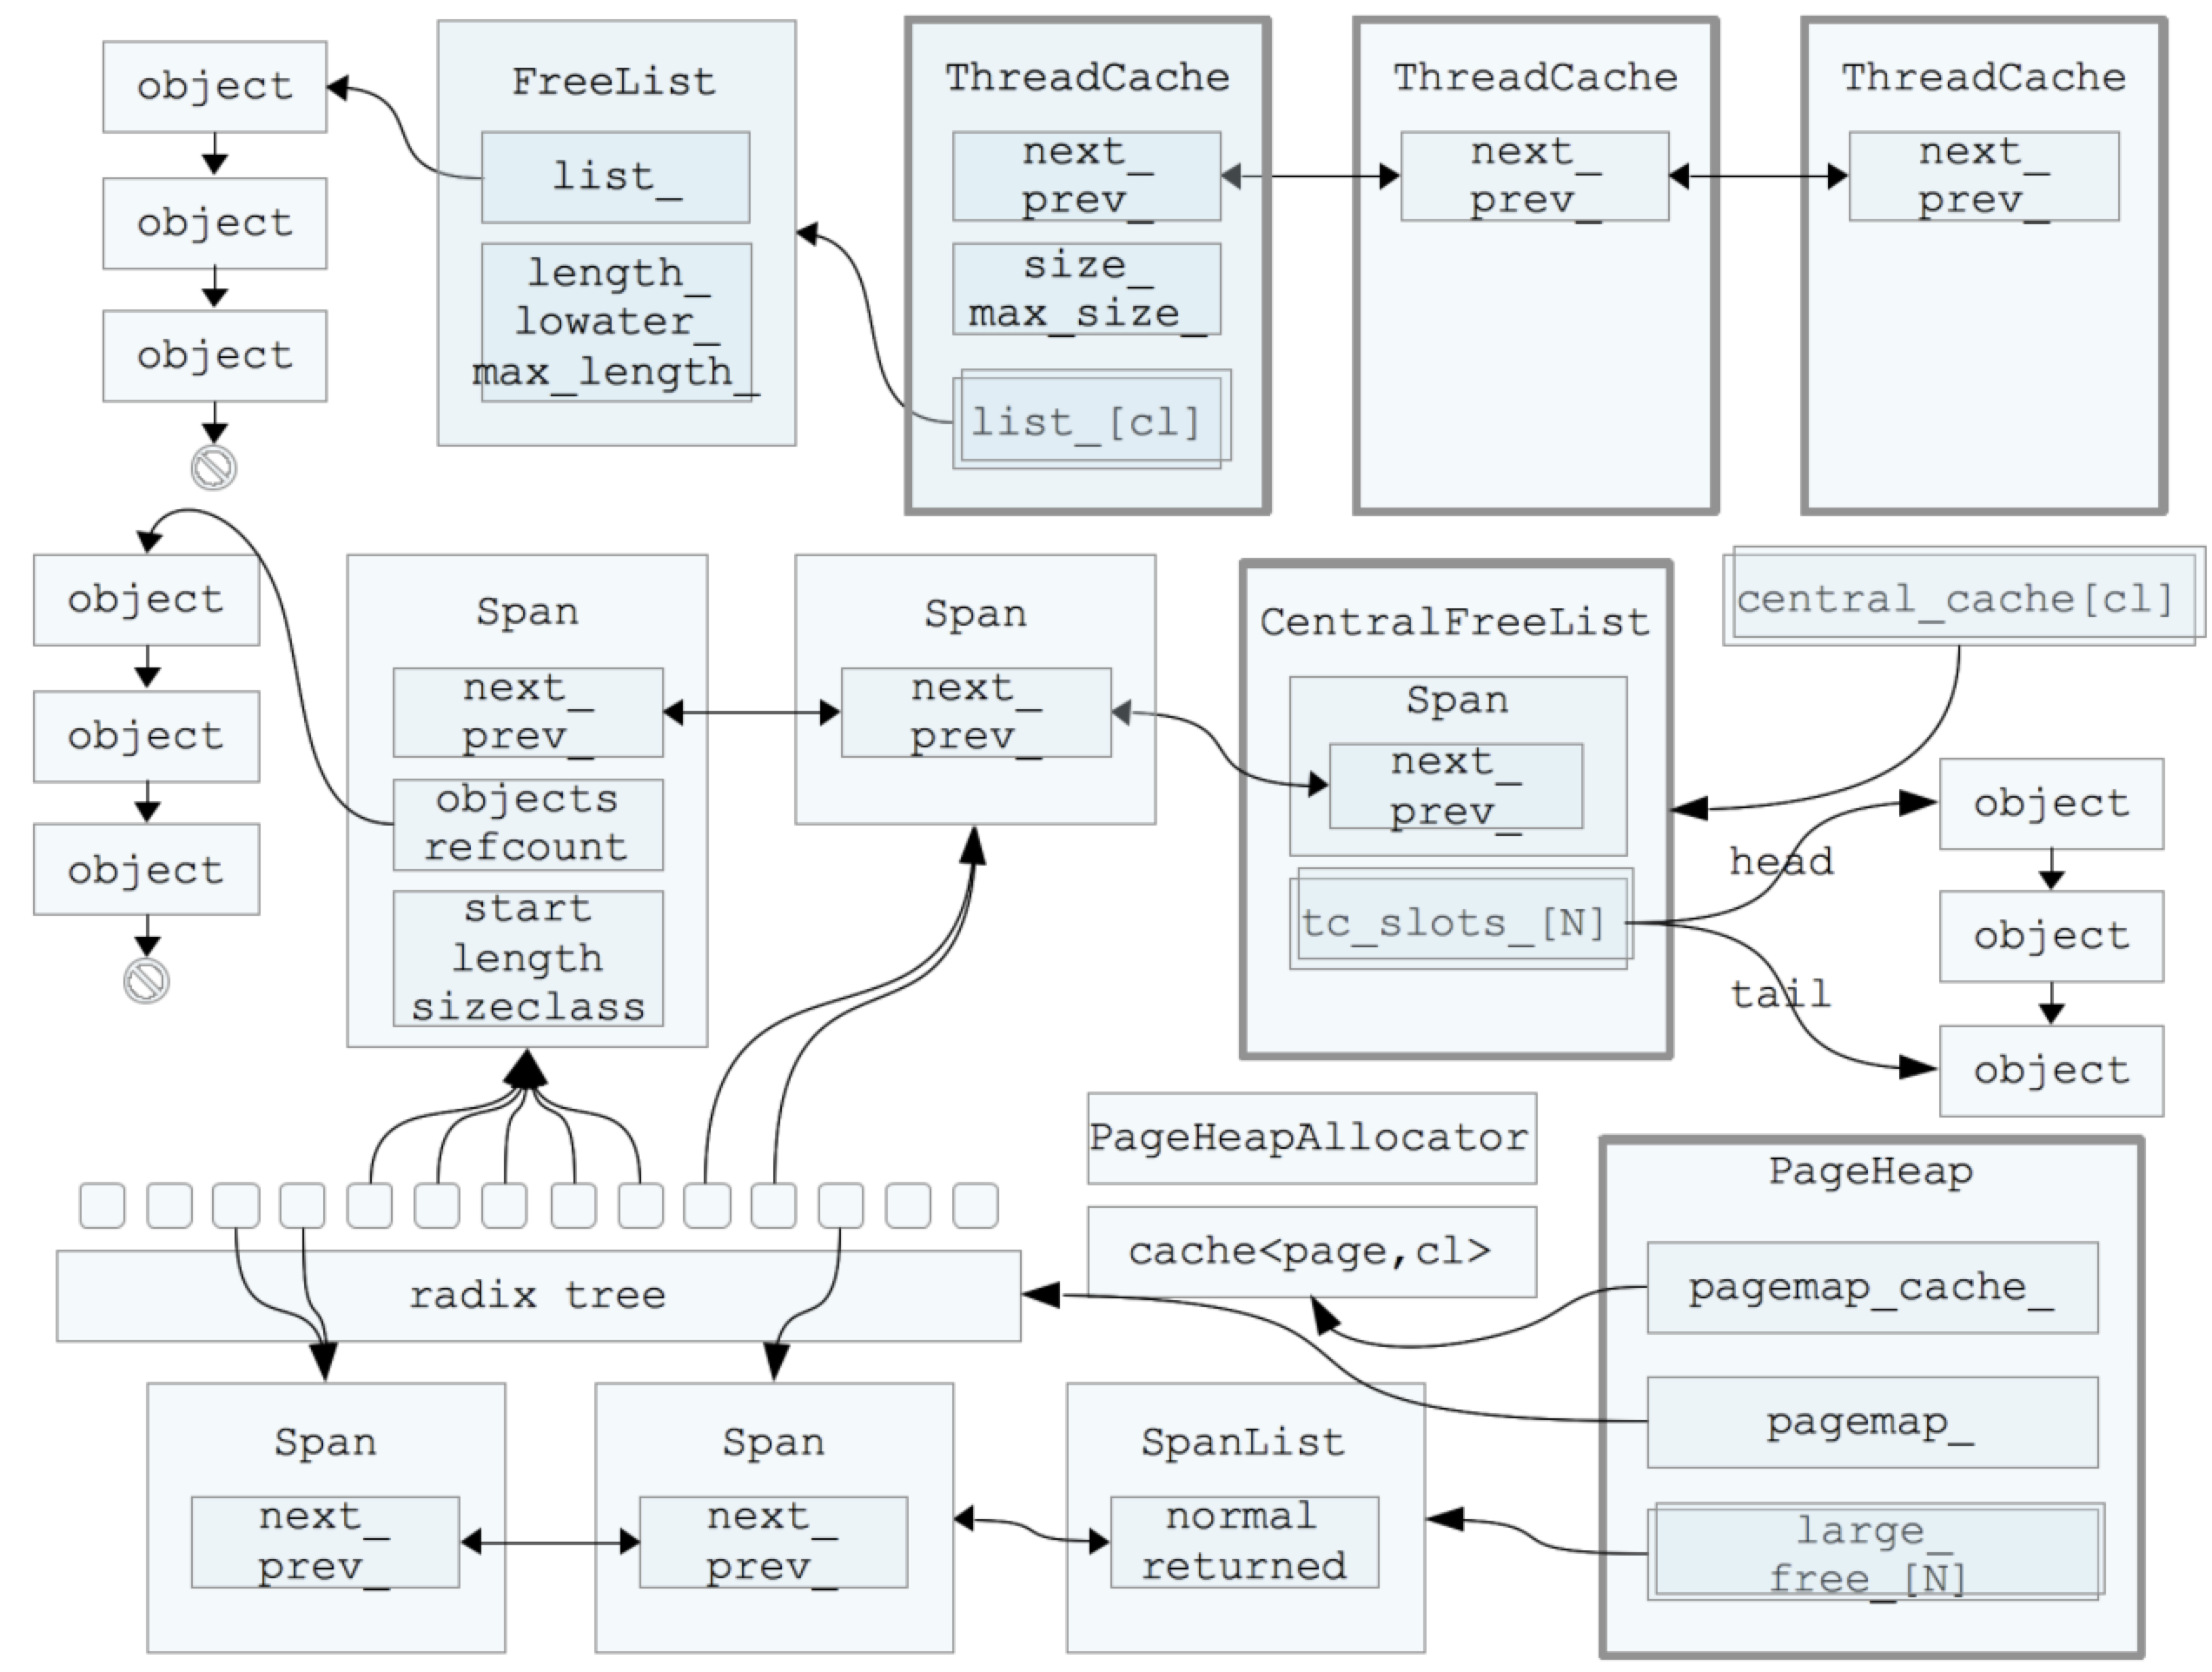 object
object
object
FreeList
list_
length_
lowater_
max_length_
ThreadCache
next_
prev_
size_
max_size_
list_[cl]
ThreadCache
next_
prev_
ThreadCache
next_
prev_
object
object
object
Span
next_
prev_
objects
refcount
start
length
sizeclass
Span
next_
prev_
CentralFreeList
Span
next_
prev_
tc_slots_[N]
central_cache[cl]
head
tail
object
object
object
PageHeapAllocator
cache<page,cl>
radix tree
PageHeap
pagemap_cache_
pagemap_
large_
free_[N]
Span
next_
prev_
Span
next_
prev_
SpanList
normal
returned